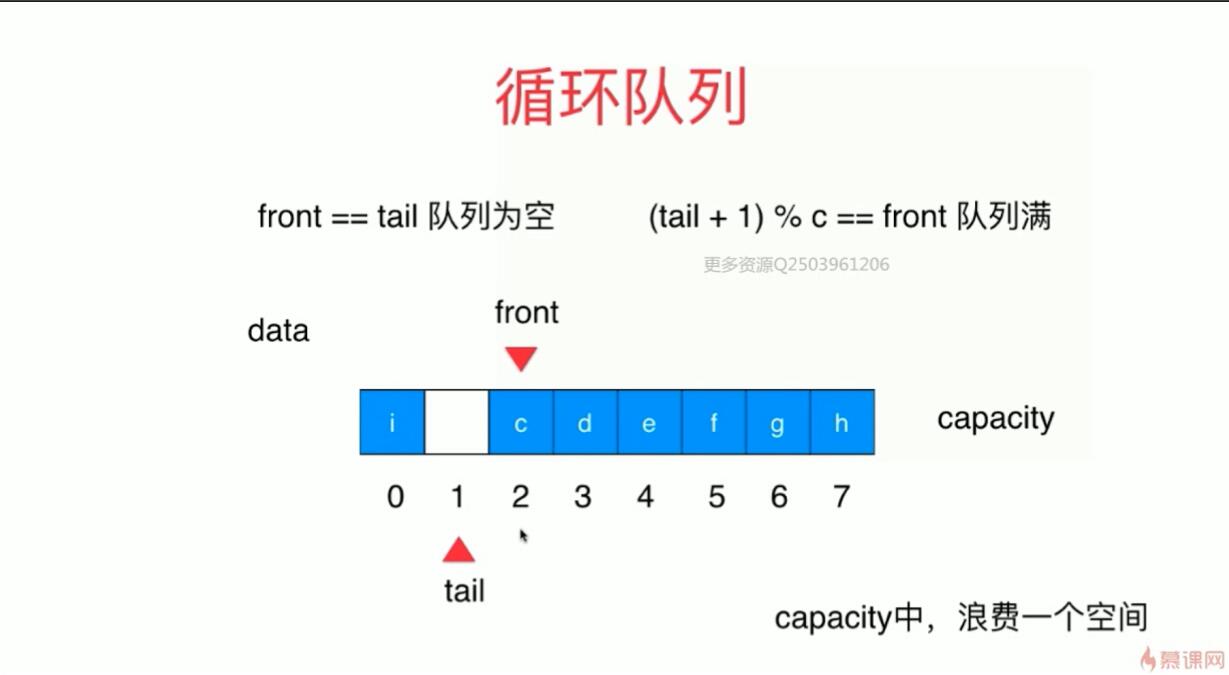 循环队列
front == tail 队列为空
(tail + 1) % c == front 队列满
更多资源Q2503961206
front
data
i c d e f g h
capacity
0 1 2 3 4 5 6 7
tail
capacity中，浪费一个空间
慕课网